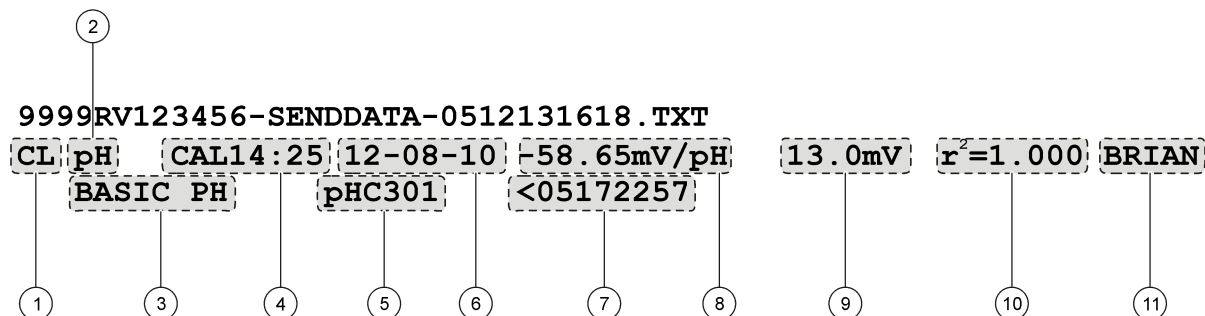 2
9999RV123456-SENDDATA-0512131618.TXT
CL pH CAL14:25 12-08-10 -58.65mV/pH 13.0mV r²=1.000 BRIAN
BASIC PH pHC301 <05172257
1 3 4 5 6 7 8 9 10 11